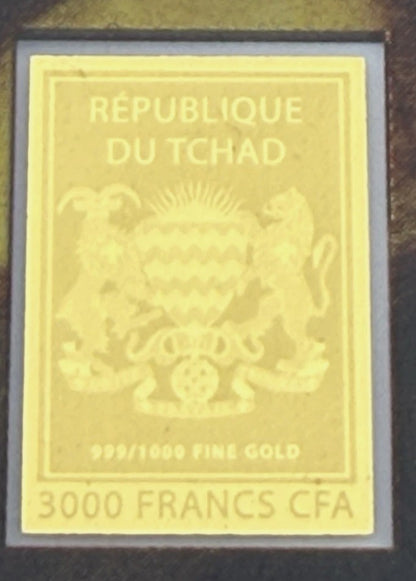 RÉPUBLIQUE
DU TCHAD
999/1000 FINE GOLD
3000 FRANCS CFA